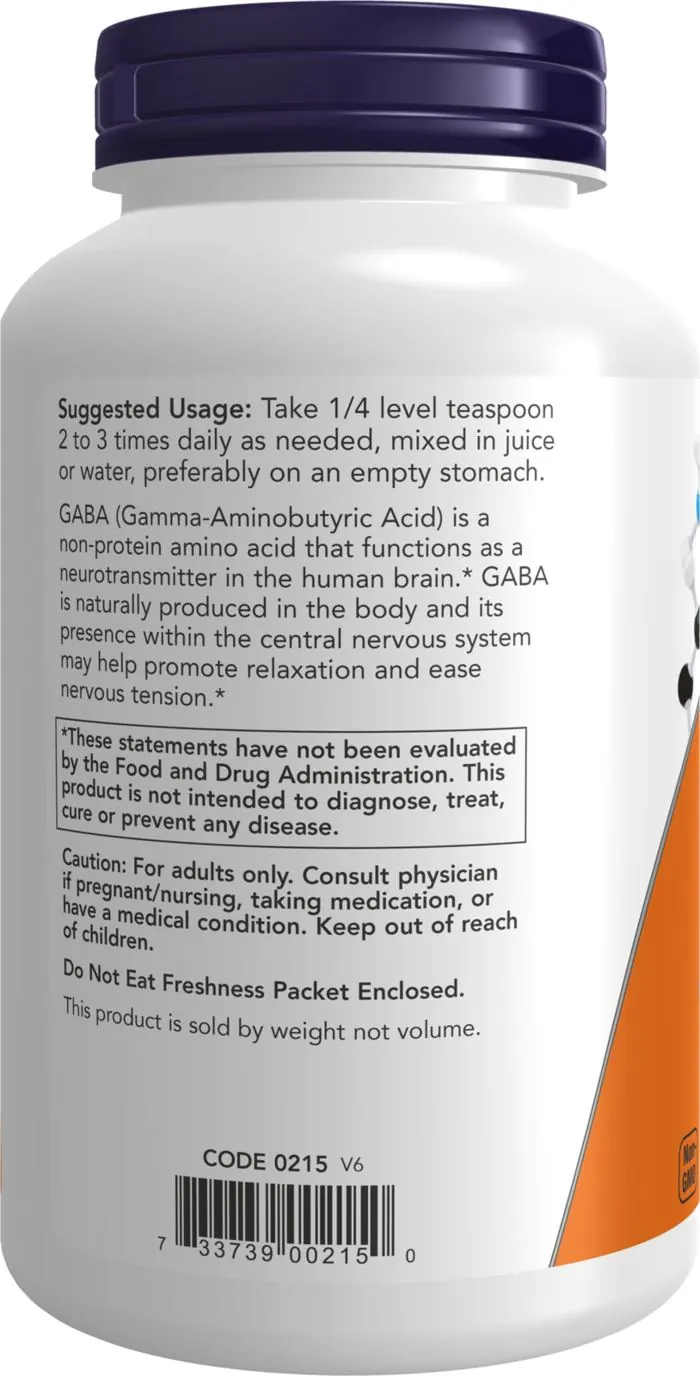 Suggested Usage: Take 1/4 level teaspoon
2 to 3 times daily as needed, mixed in juice
or water, preferably on an empty stomach.
GABA (Gamma-Aminobutyric Acid) is a
non-protein amino acid that functions as a
neurotransmitter in the human brain.* GABA
is naturally produced in the body and its
presence within the central nervous system
may help promote relaxation and ease
nervous tension.*
*These statements have not been evaluated
by the Food and Drug Administration. This
product is not intended to diagnose, treat,
cure or prevent any disease.
Caution: For adults only. Consult physician
if pregnant/nursing, taking medication, or
have a medical condition. Keep out of reach
of children.
Do Not Eat Freshness Packet Enclosed.
This product is sold by weight not volume.
CODE 0215 V6
7 33739 00215 0
Non-
GMO